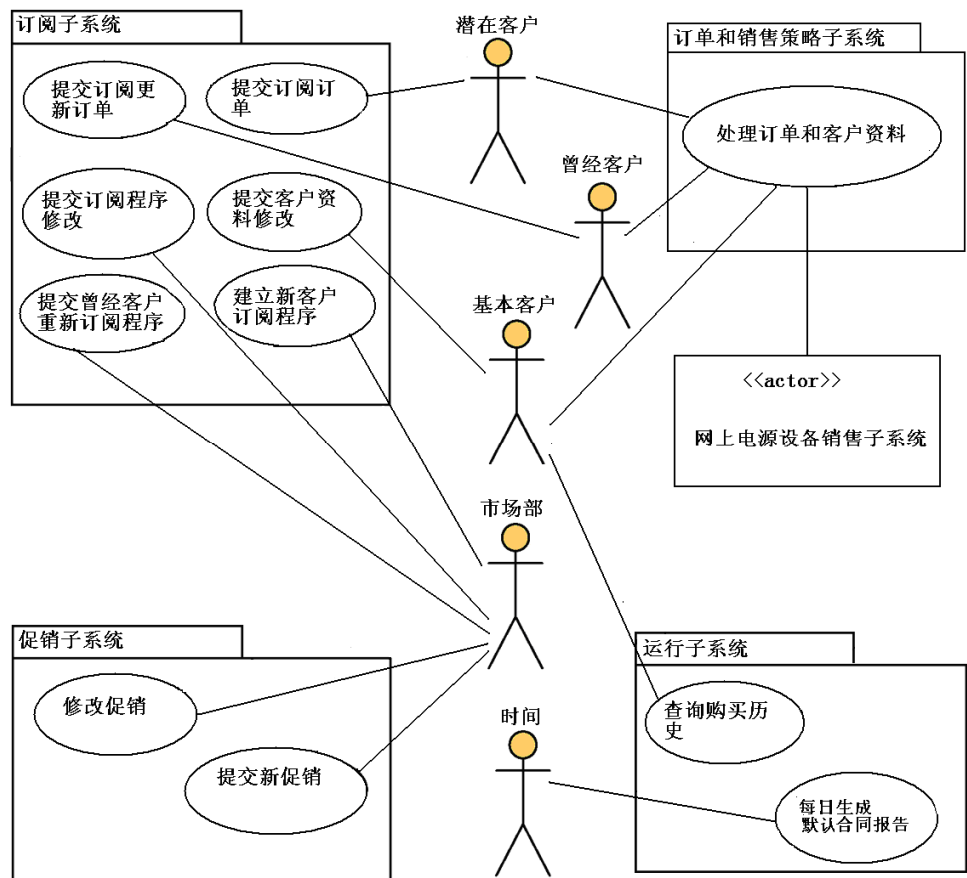 订阅子系统
提交订阅更
新订单
提交订阅订
单
提交订阅程序
修改
提交客户资
料修改
提交曾经客户
重新订阅程序
建立新客户
订阅程序
潜在客户
曾经客户
基本客户
市场部
时间
订单和销售策略子系统
处理订单和客户资料
<<actor>>
网上电源设备销售子系统
促销子系统
修改促销
提交新促销
运行子系统
查询购买历
史
每日生成
默认合同报告